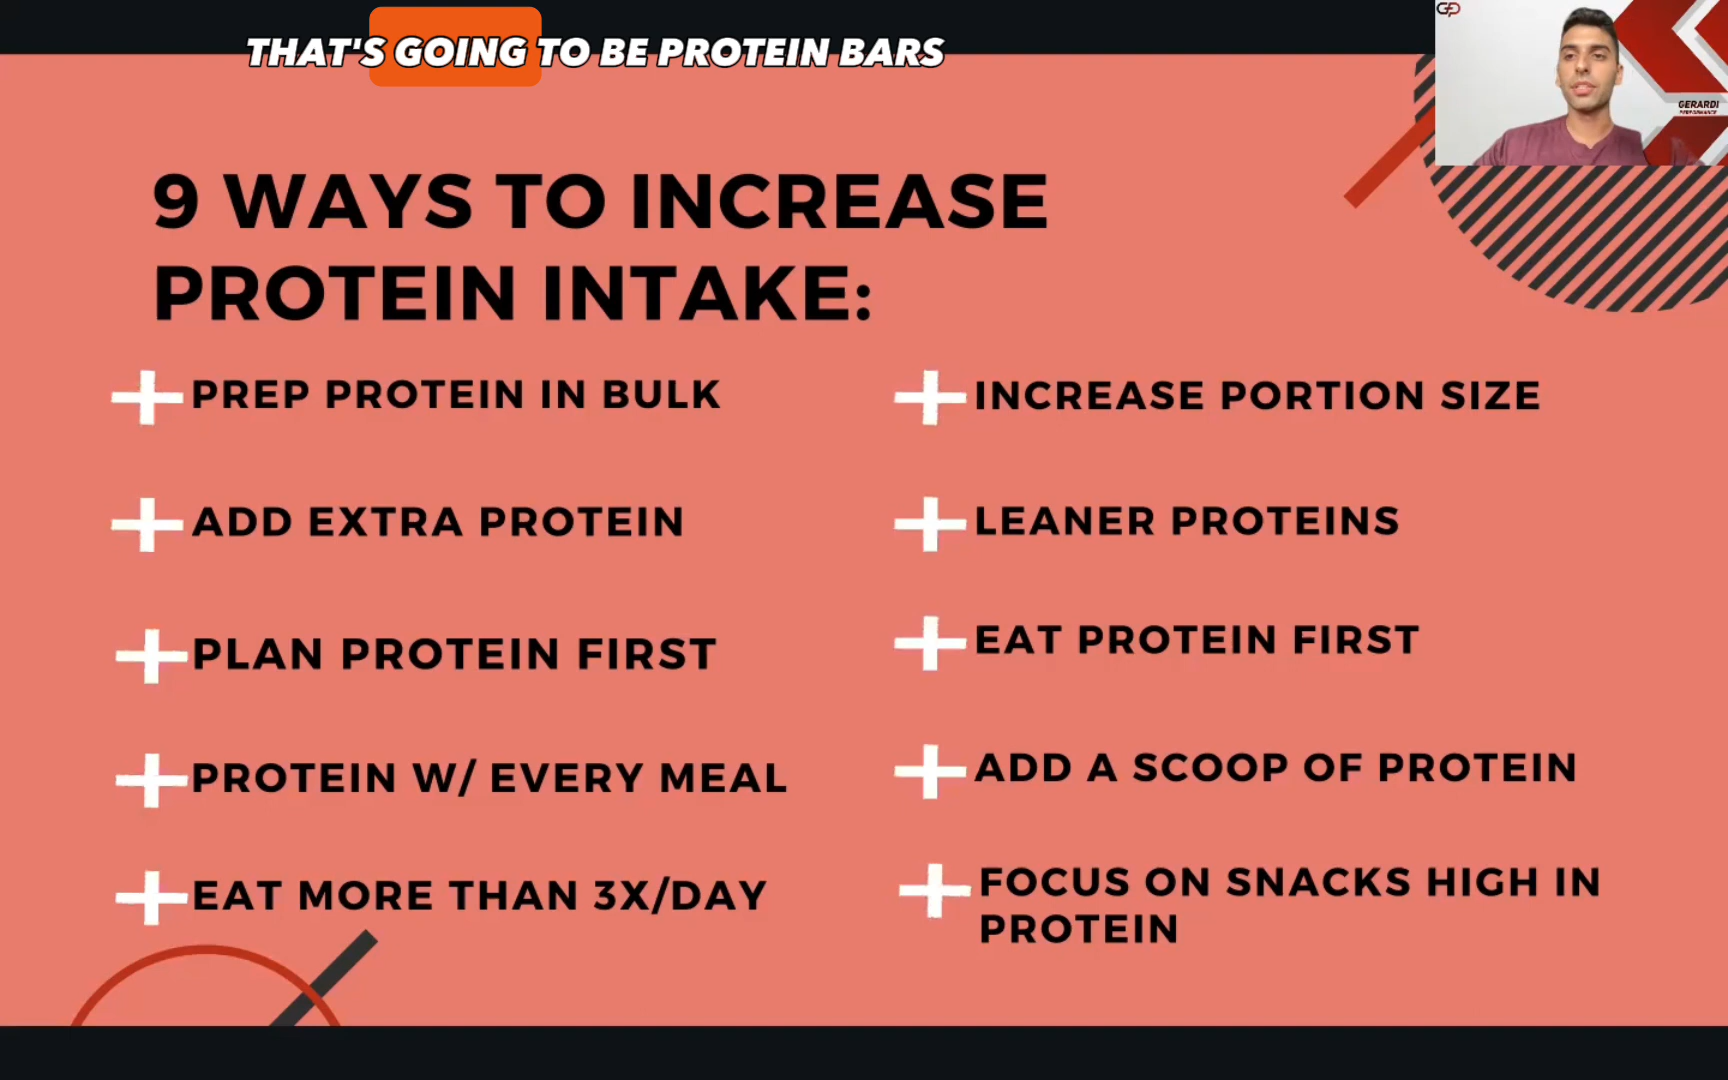 THAT'S GOING TO BE PROTEIN BARS
GP
GERARDI
PERFORMANCE
9 WAYS TO INCREASE
PROTEIN INTAKE:
PREP PROTEIN IN BULK
ADD EXTRA PROTEIN
PLAN PROTEIN FIRST
PROTEIN W/ EVERY MEAL
EAT MORE THAN 3X/DAY
INCREASE PORTION SIZE
LEANER PROTEINS
EAT PROTEIN FIRST
ADD A SCOOP OF PROTEIN
FOCUS ON SNACKS HIGH IN
PROTEIN